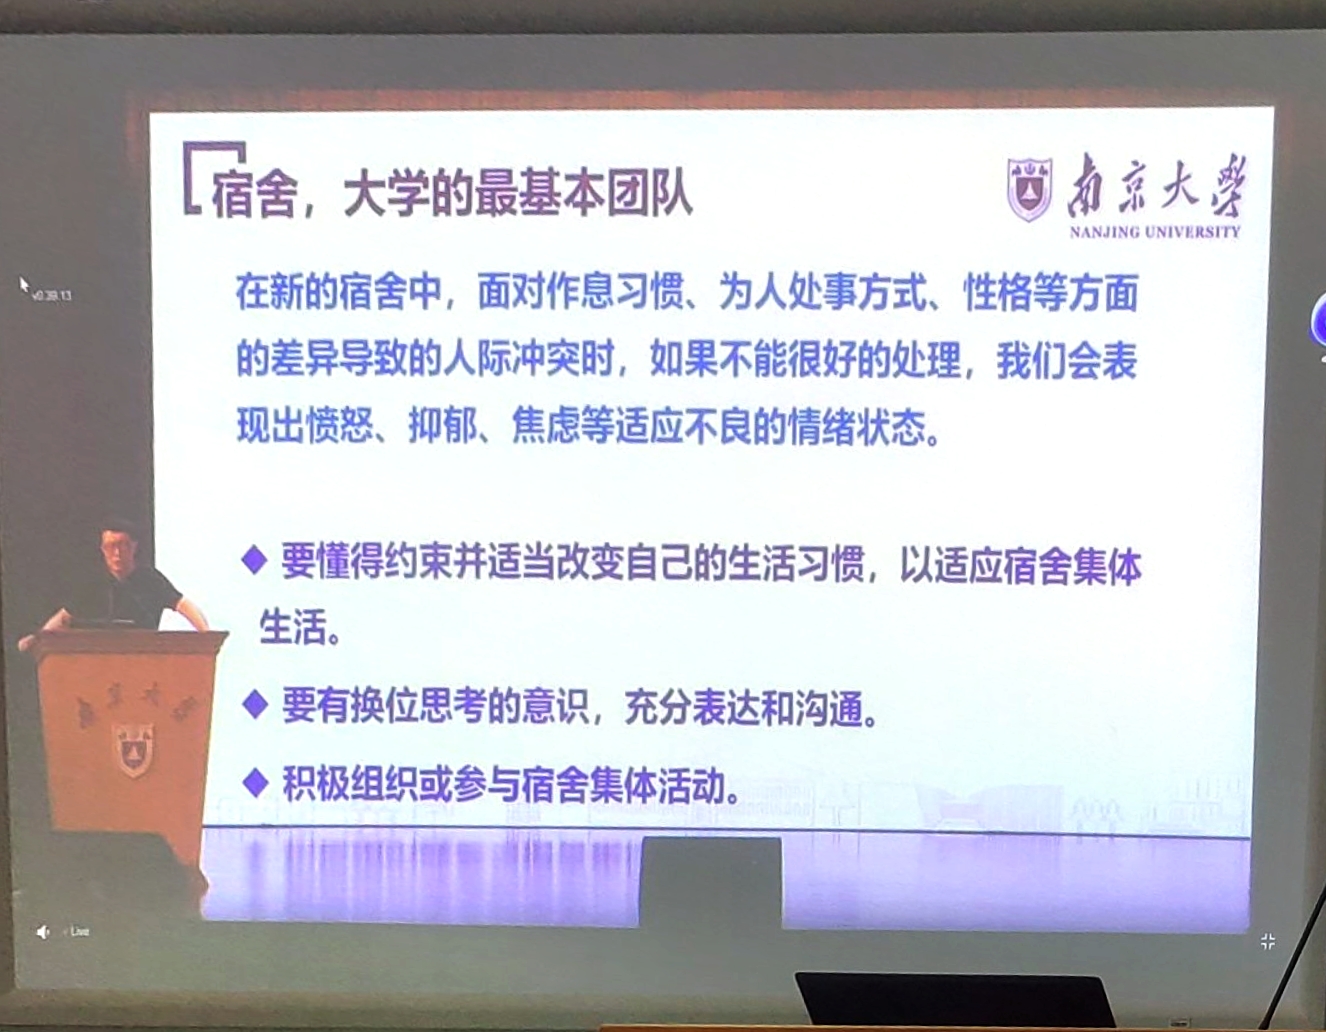 宿舍，大学的最基本团队
南京大學
NANJING UNIVERSITY
在新的宿舍中，面对作息习惯、为人处事方式、性格等方面
的差异导致的人际冲突时，如果不能很好的处理，我们会表
现出愤怒、抑郁、焦虑等适应不良的情绪状态。
◆ 要懂得约束并适当改变自己的生活习惯，以适应宿舍集体
生活。
◆ 要有换位思考的意识，充分表达和沟通。
◆ 积极组织或参与宿舍集体活动。
Live